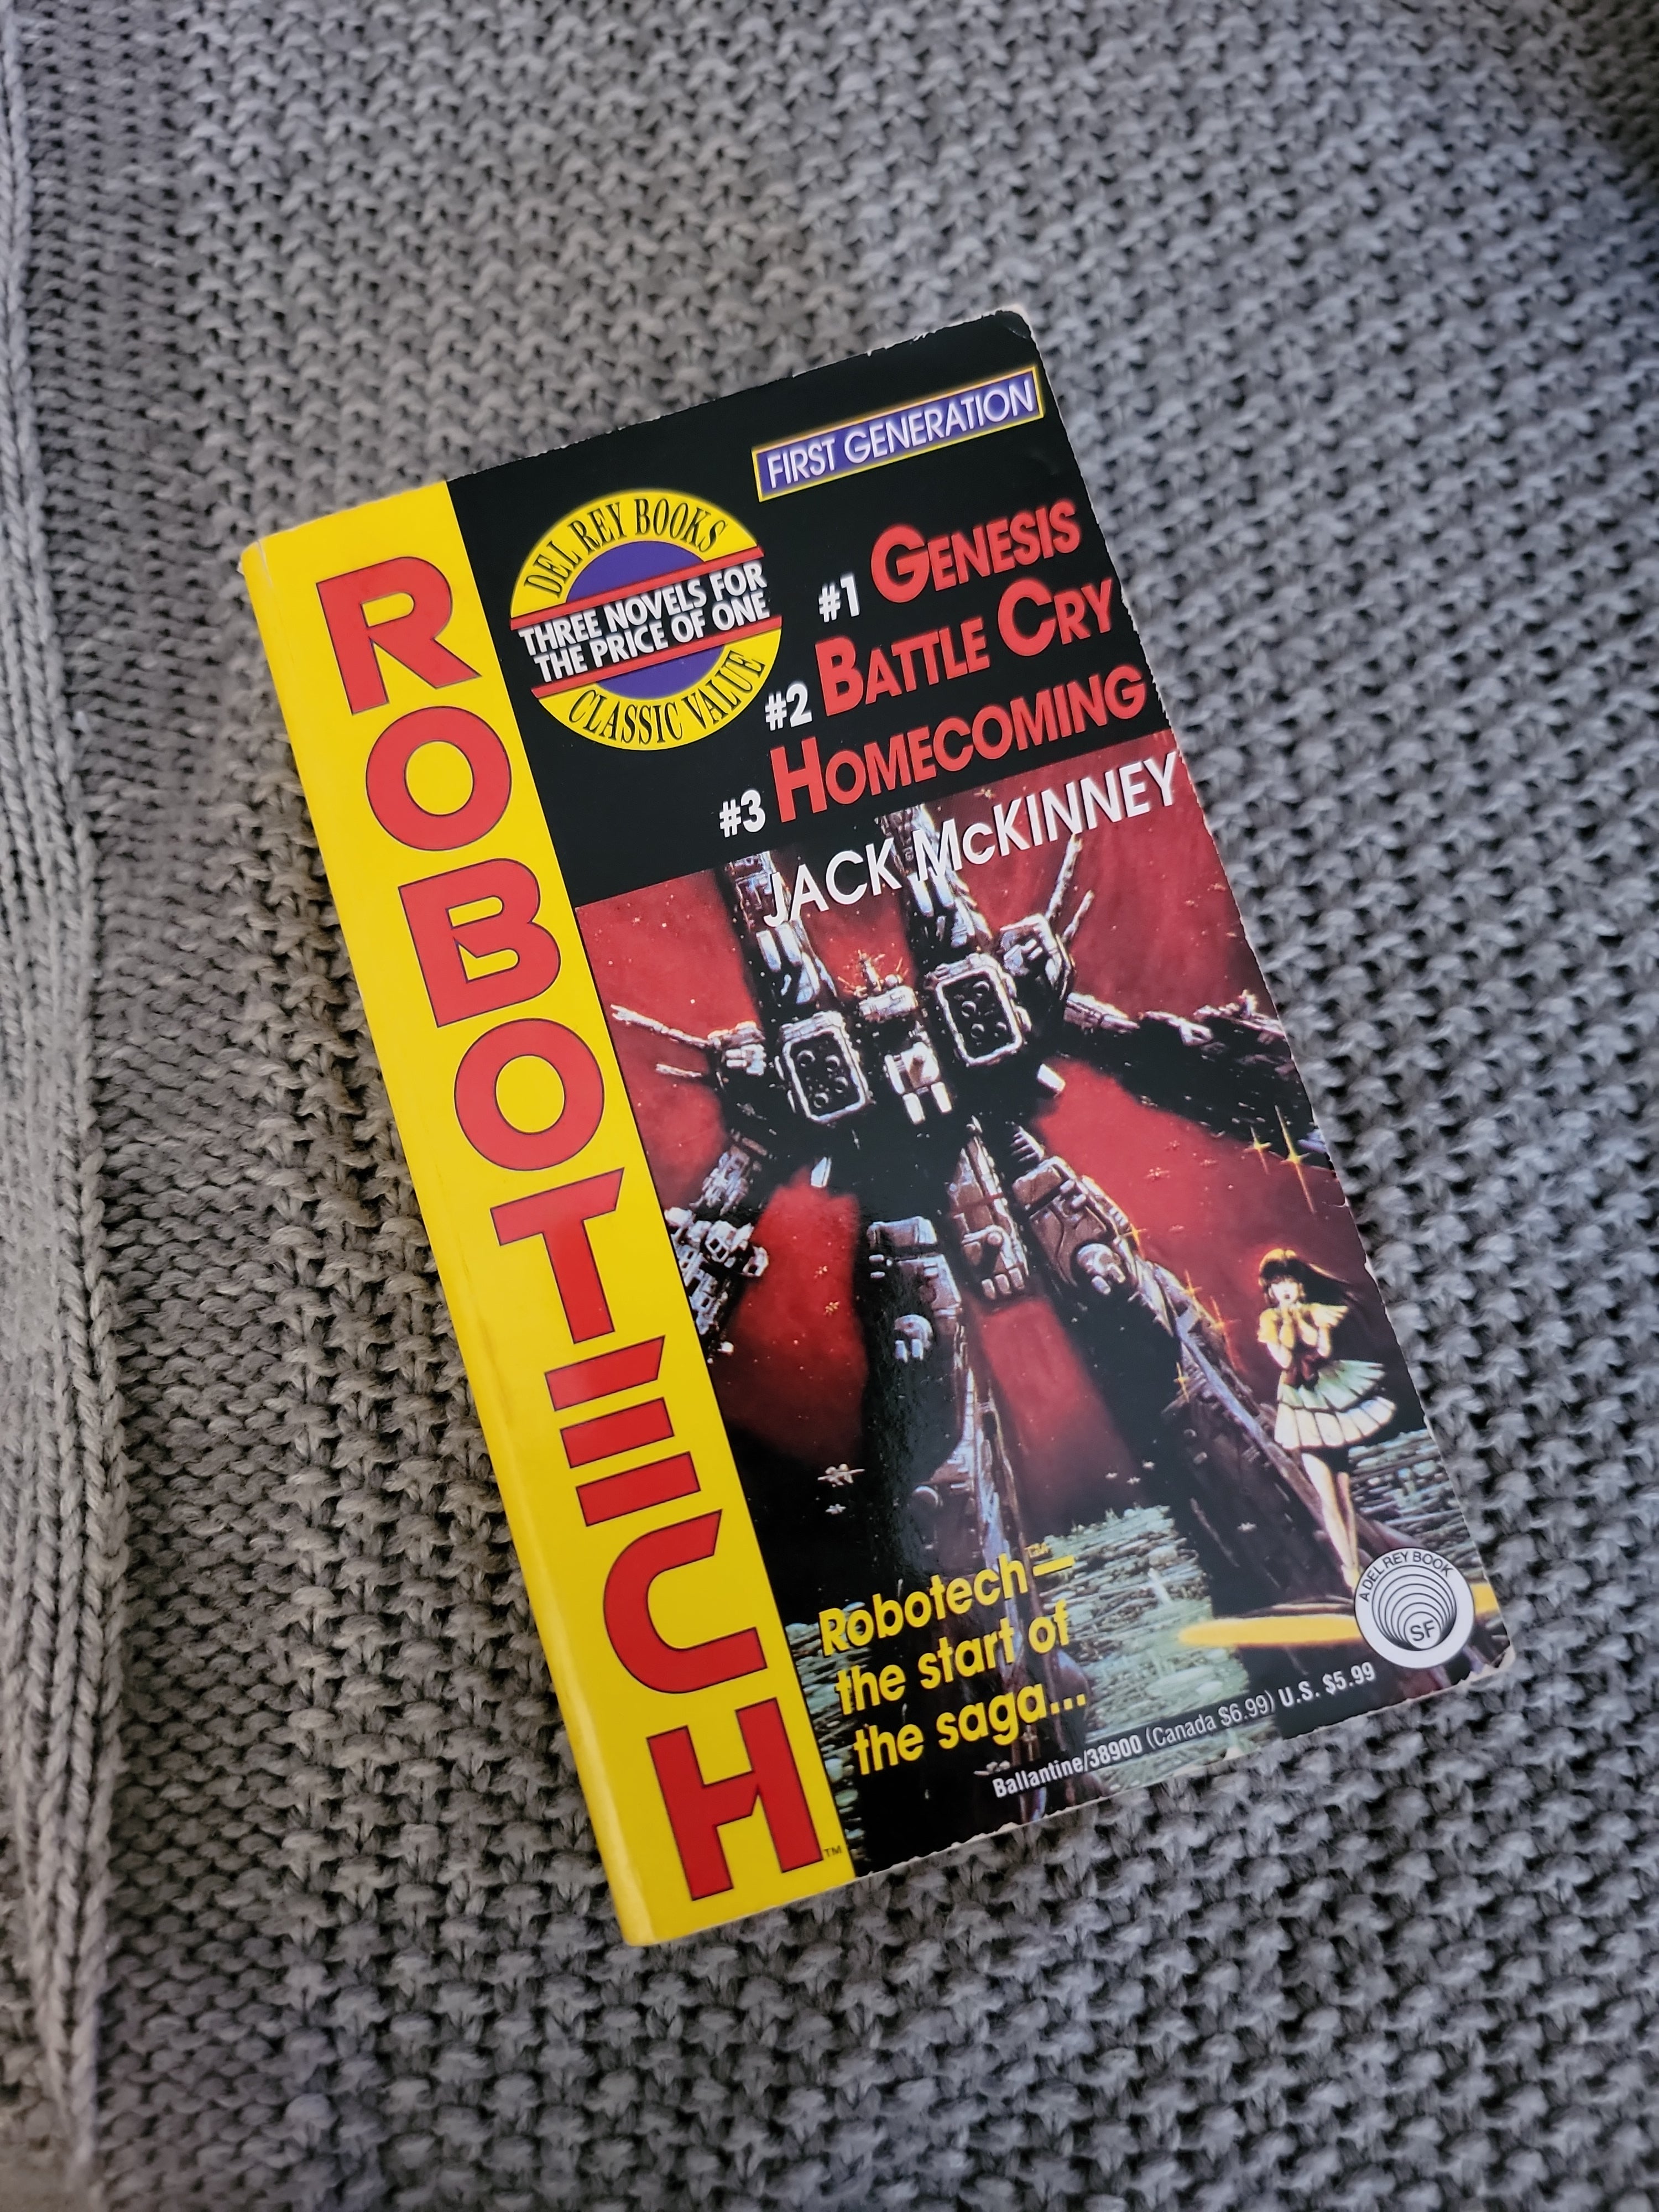 ROBOTECH™
FIRST GENERATION
DEL REY BOOKS
THREE NOVELS FOR
THE PRICE OF ONE
CLASSIC VALUE
#1 GENESIS
#2 BATTLE CRY
#3 HOMECOMING
JACK McKINNEY
Robotech™—
the start of
the saga...
A DEL REY BOOK
SF
Ballantine/38900 (Canada $6.99) U.S. $5.99